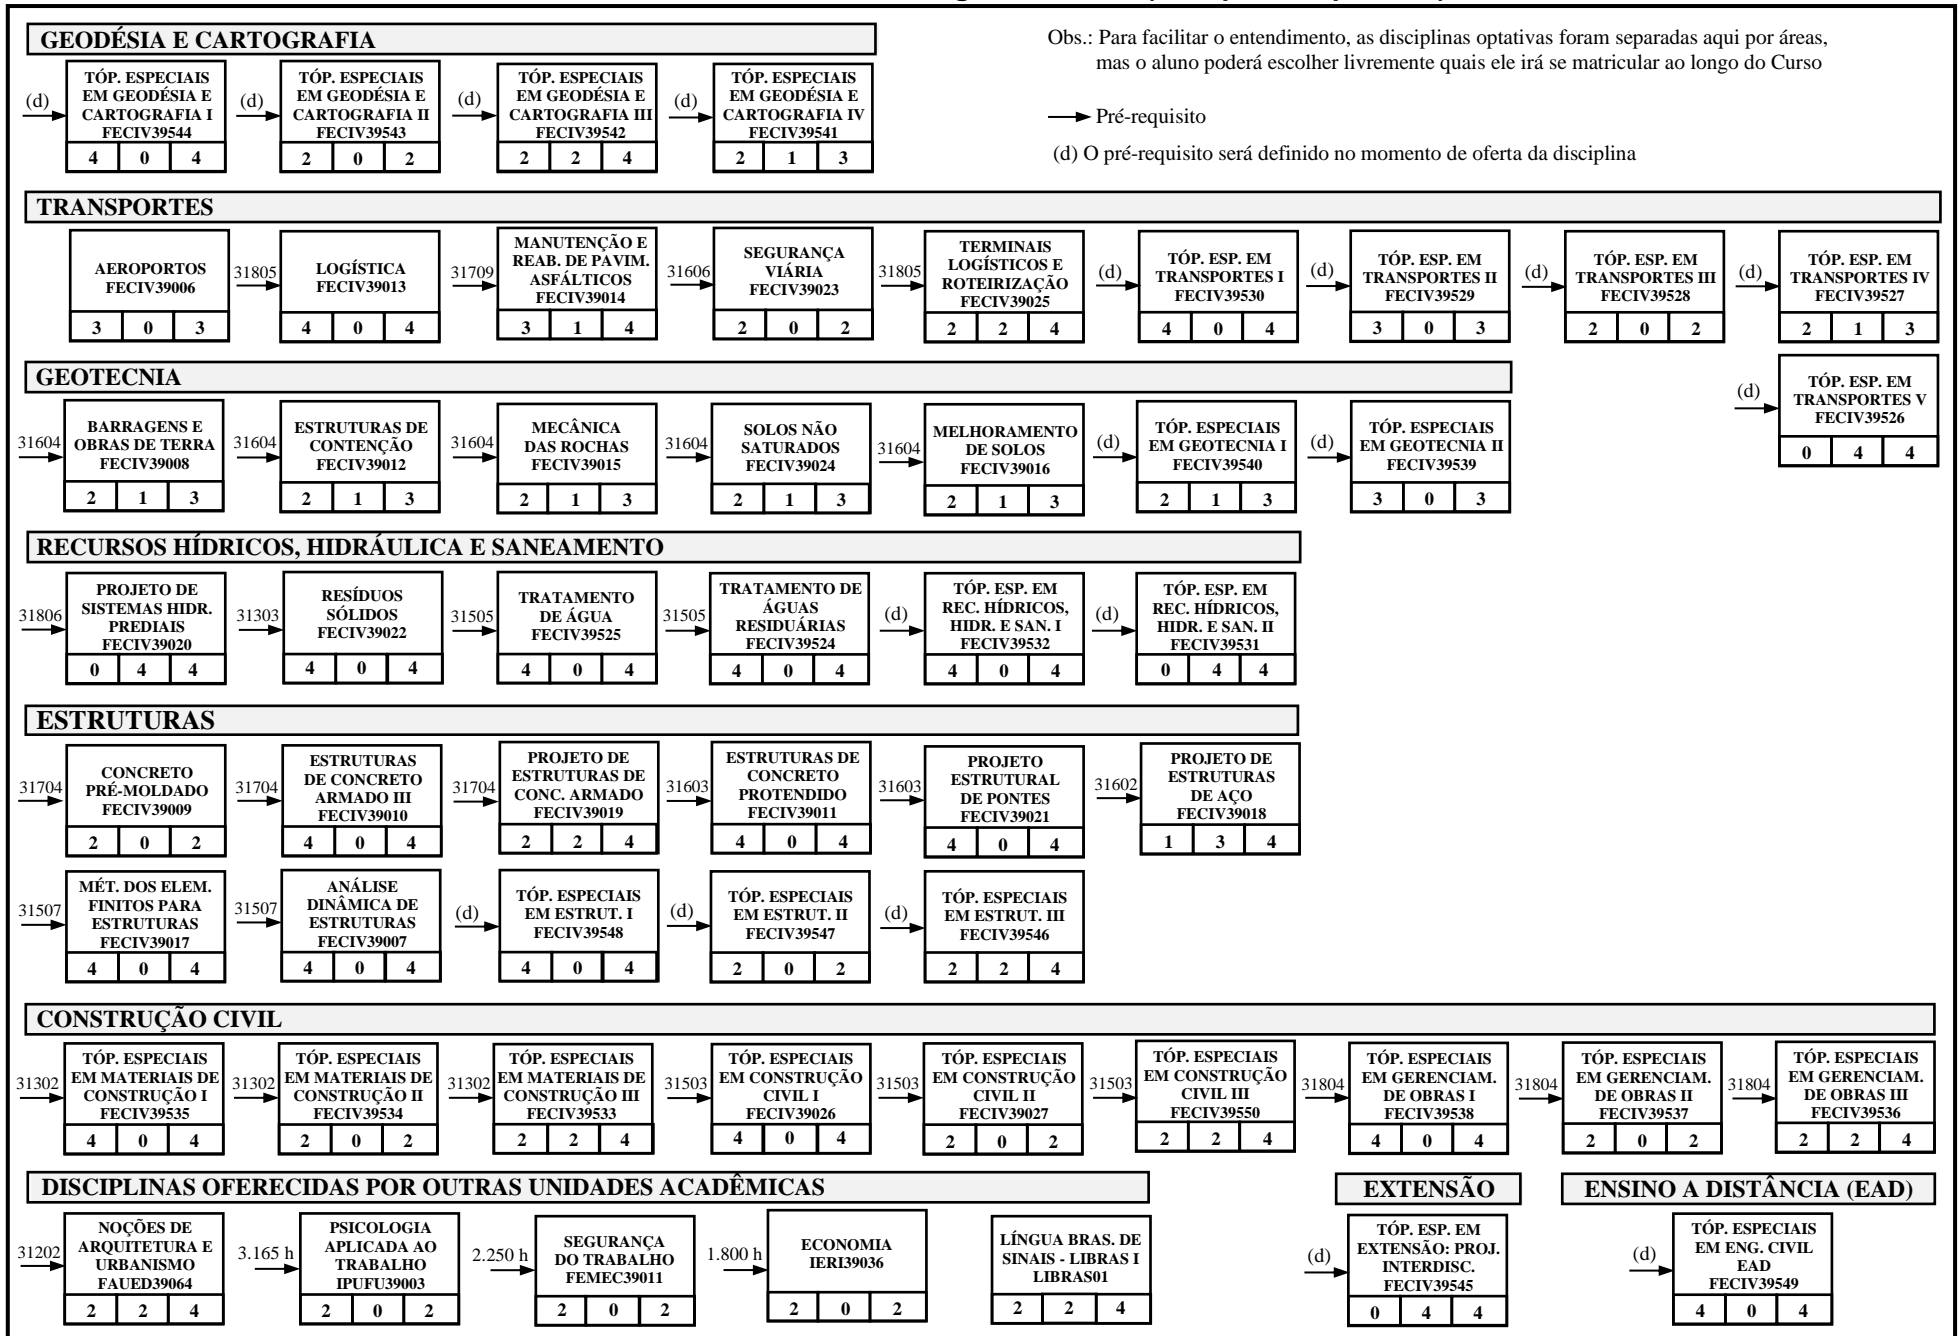 GEODÉSIA E CARTOGRAFIA
Obs.: Para facilitar o entendimento, as disciplinas optativas foram separadas aqui por áreas,
mas o aluno poderá escolher livremente quais ele irá se matricular ao longo do Curso
Pré-requisito
(d) O pré-requisito será definido no momento de oferta da disciplina
(d)
TÓP. ESPECIAIS
EM GEODÉSIA E
CARTOGRAFIA I
FECIV39544
4 0 4
(d)
TÓP. ESPECIAIS
EM GEODÉSIA E
CARTOGRAFIA II
FECIV39543
2 0 2
(d)
TÓP. ESPECIAIS
EM GEODÉSIA E
CARTOGRAFIA III
FECIV39542
2 2 4
(d)
TÓP. ESPECIAIS
EM GEODÉSIA E
CARTOGRAFIA IV
FECIV39541
2 1 3
TRANSPORTES
AEROPORTOS
FECIV39006
3 0 3
31805
LOGÍSTICA
FECIV39013
4 0 4
31709
MANUTENÇÃO E
REAB. DE PAVIM.
ASFÁLTICOS
FECIV39014
3 1 4
31606
SEGURANÇA
VIÁRIA
FECIV39023
2 0 2
31805
TERMINAIS
LOGÍSTICOS E
ROTEIRIZAÇÃO
FECIV39025
2 2 4
(d)
TÓP. ESP. EM
TRANSPORTES I
FECIV39530
4 0 4
(d)
TÓP. ESP. EM
TRANSPORTES II
FECIV39529
3 0 3
(d)
TÓP. ESP. EM
TRANSPORTES III
FECIV39528
2 0 2
(d)
TÓP. ESP. EM
TRANSPORTES IV
FECIV39527
2 1 3
(d)
TÓP. ESP. EM
TRANSPORTES V
FECIV39526
0 4 4
GEOTECNIA
31604
BARRAGENS E
OBRAS DE TERRA
FECIV39008
2 1 3
31604
ESTRUTURAS DE
CONTENÇÃO
FECIV39012
2 1 3
31604
MECÂNICA
DAS ROCHAS
FECIV39015
2 1 3
31604
SOLOS NÃO
SATURADOS
FECIV39024
2 1 3
31604
MELHORAMENTO
DE SOLOS
FECIV39016
2 1 3
(d)
TÓP. ESPECIAIS
EM GEOTECNIA I
FECIV39540
2 1 3
(d)
TÓP. ESPECIAIS
EM GEOTECNIA II
FECIV39539
3 0 3
RECURSOS HÍDRICOS, HIDRÁULICA E SANEAMENTO
31806
PROJETO DE
SISTEMAS HIDR.
PREDIAIS
FECIV39020
0 4 4
31303
RESÍDUOS
SÓLIDOS
FECIV39022
4 0 4
31505
TRATAMENTO
DE ÁGUA
FECIV39525
4 0 4
31505
TRATAMENTO DE
ÁGUAS
RESIDUÁRIAS
FECIV39524
4 0 4
(d)
TÓP. ESP. EM
REC. HÍDRICOS,
HIDR. E SAN. I
FECIV39532
4 0 4
(d)
TÓP. ESP. EM
REC. HÍDRICOS,
HIDR. E SAN. II
FECIV39531
0 4 4
ESTRUTURAS
31704
CONCRETO
PRÉ-MOLDADO
FECIV39009
2 0 2
31704
ESTRUTURAS
DE CONCRETO
ARMADO III
FECIV39010
4 0 4
31704
PROJETO DE
ESTRUTURAS DE
CONC. ARMADO
FECIV39019
2 2 4
31603
ESTRUTURAS DE
CONCRETO
PROTENDIDO
FECIV39011
4 0 4
31603
PROJETO
ESTRUTURAL
DE PONTES
FECIV39021
4 0 4
31602
PROJETO DE
ESTRUTURAS
DE AÇO
FECIV39018
1 3 4
31507
MÉT. DOS ELEM.
FINITOS PARA
ESTRUTURAS
FECIV39017
4 0 4
31507
ANÁLISE
DINÂMICA DE
ESTRUTURAS
FECIV39007
4 0 4
(d)
TÓP. ESPECIAIS
EM ESTRUT. I
FECIV39548
4 0 4
(d)
TÓP. ESPECIAIS
EM ESTRUT. II
FECIV39547
2 0 2
(d)
TÓP. ESPECIAIS
EM ESTRUT. III
FECIV39546
2 2 4
CONSTRUÇÃO CIVIL
31302
TÓP. ESPECIAIS
EM MATERIAIS DE
CONSTRUÇÃO I
FECIV39535
4 0 4
31302
TÓP. ESPECIAIS
EM MATERIAIS DE
CONSTRUÇÃO II
FECIV39534
2 0 2
31302
TÓP. ESPECIAIS
EM MATERIAIS DE
CONSTRUÇÃO III
FECIV39533
2 2 4
31503
TÓP. ESPECIAIS
EM CONSTRUÇÃO
CIVIL I
FECIV39026
4 0 4
31503
TÓP. ESPECIAIS
EM CONSTRUÇÃO
CIVIL II
FECIV39027
2 0 2
31503
TÓP. ESPECIAIS
EM CONSTRUÇÃO
CIVIL III
FECIV39550
2 2 4
31804
TÓP. ESPECIAIS
EM GERENCIAM.
DE OBRAS I
FECIV39538
4 0 4
31804
TÓP. ESPECIAIS
EM GERENCIAM.
DE OBRAS II
FECIV39537
2 0 2
31804
TÓP. ESPECIAIS
EM GERENCIAM.
DE OBRAS III
FECIV39536
2 2 4
DISCIPLINAS OFERECIDAS POR OUTRAS UNIDADES ACADÊMICAS
31202
NOÇÕES DE
ARQUITETURA E
URBANISMO
FAUED39064
2 2 4
3.165 h
PSICOLOGIA
APLICADA AO
TRABALHO
IPUFU39003
2 0 2
2.250 h
SEGURANÇA
DO TRABALHO
FEMEC39011
2 0 2
1.800 h
ECONOMIA
IERI39036
2 0 2
LÍNGUA BRAS. DE
SINAIS - LIBRAS I
LIBRAS01
2 2 4
EXTENSÃO
(d)
TÓP. ESP. EM
EXTENSÃO: PROJ.
INTERDISC.
FECIV39545
0 4 4
ENSINO A DISTÂNCIA (EAD)
(d)
TÓP. ESPECIAIS
EM ENG. CIVIL
EAD
FECIV39549
4 0 4